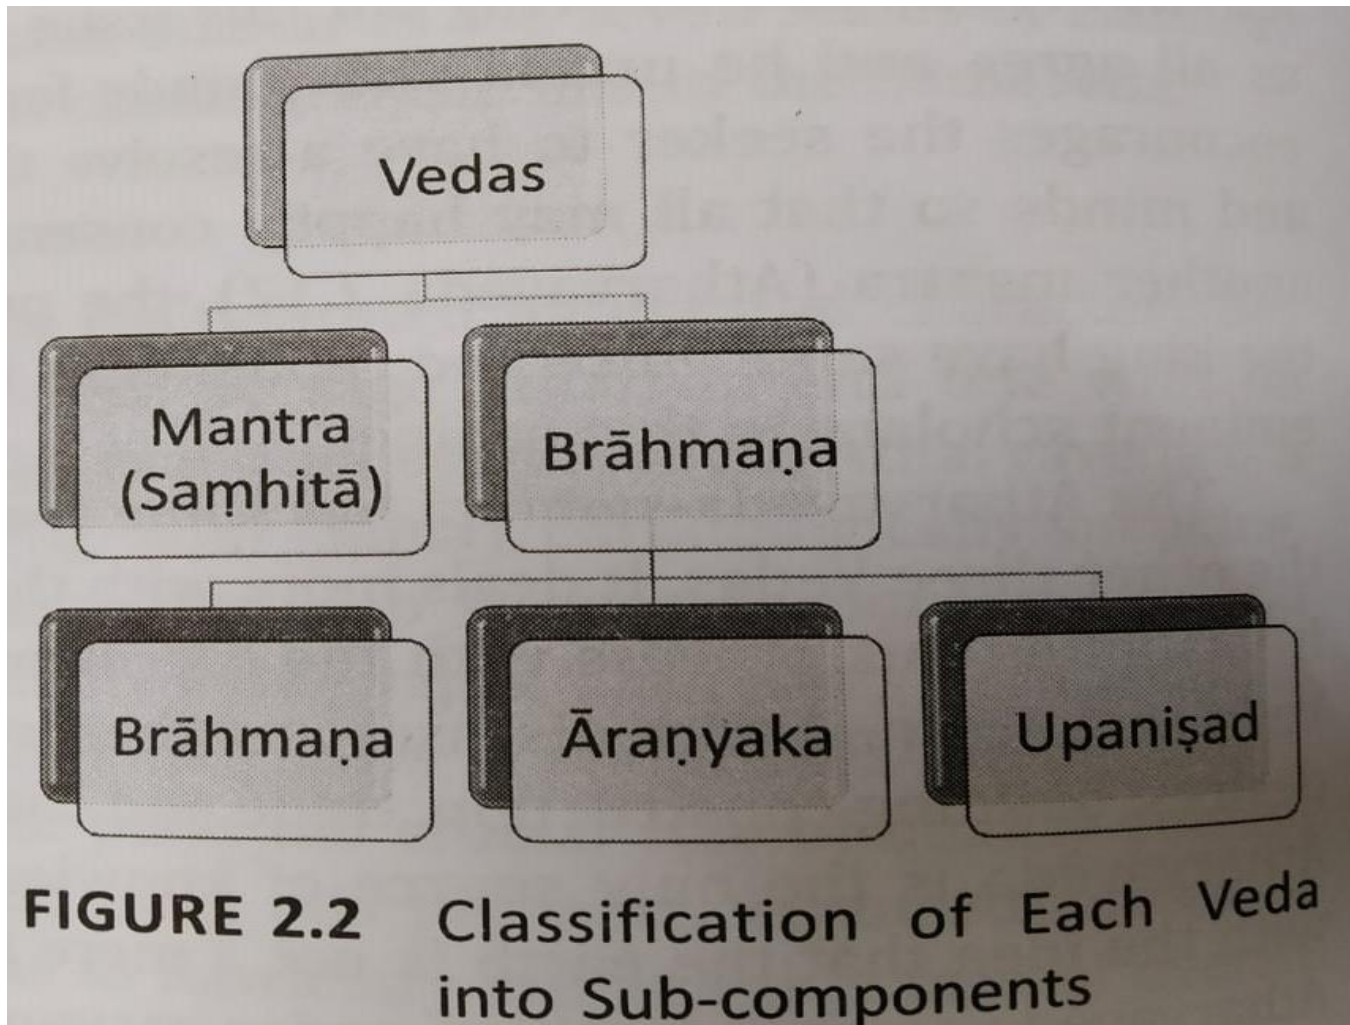 Vedas
Mantra
(Saṃhitā)
Brāhmaṇa
Brāhmaṇa
Āraṇyaka
Upaniṣad
FIGURE 2.2 Classification of Each Veda
into Sub-components